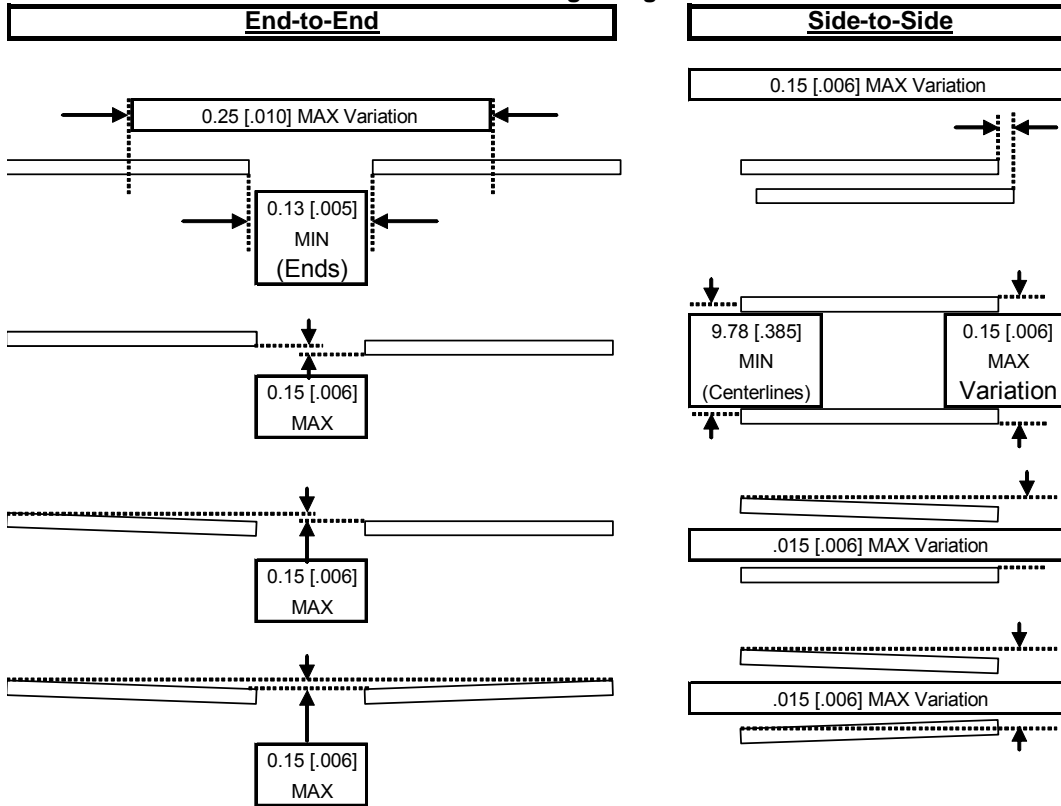 End-to-End
0.25 [.010] MAX Variation
0.13 [.005]
MIN
(Ends)
0.15 [.006]
MAX
0.15 [.006]
MAX
0.15 [.006]
MAX
Side-to-Side
0.15 [.006] MAX Variation
9.78 [.385]
MIN
(Centerlines)
0.15 [.006]
MAX
Variation
.015 [.006] MAX Variation
.015 [.006] MAX Variation